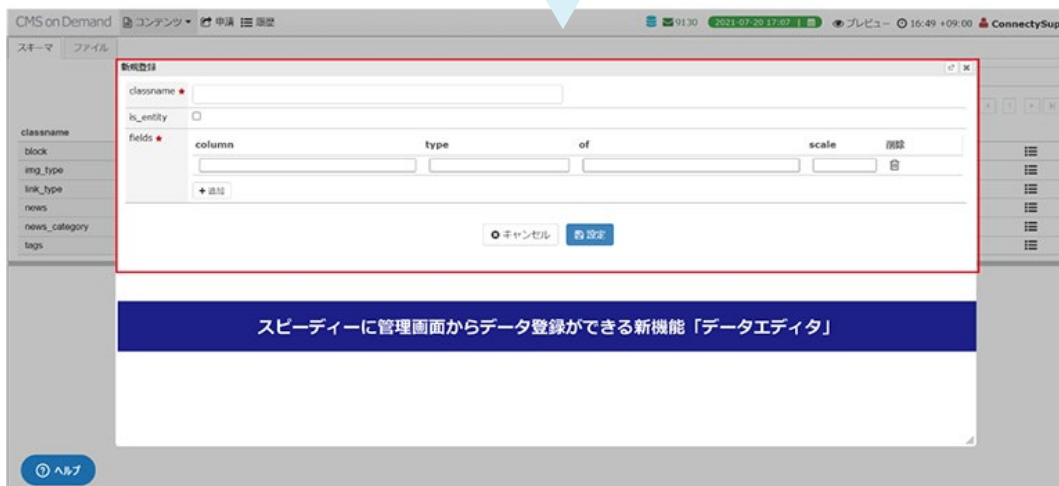 CMS on Demand コンテンツ 申請 履歴 9130 2021-07-20 17:07 プレビュー 16:49 +09:00 ConnectySup
スキーマ ファイル
新規登録
classname ★
is_entity
classname
fields ★ column type of scale 削除
block
img_type
link_type
+追加
news
news_category
キャンセル 設定
tags
スピーディーに管理画面からデータ登録ができる新機能「データエディタ」
? ヘルプ